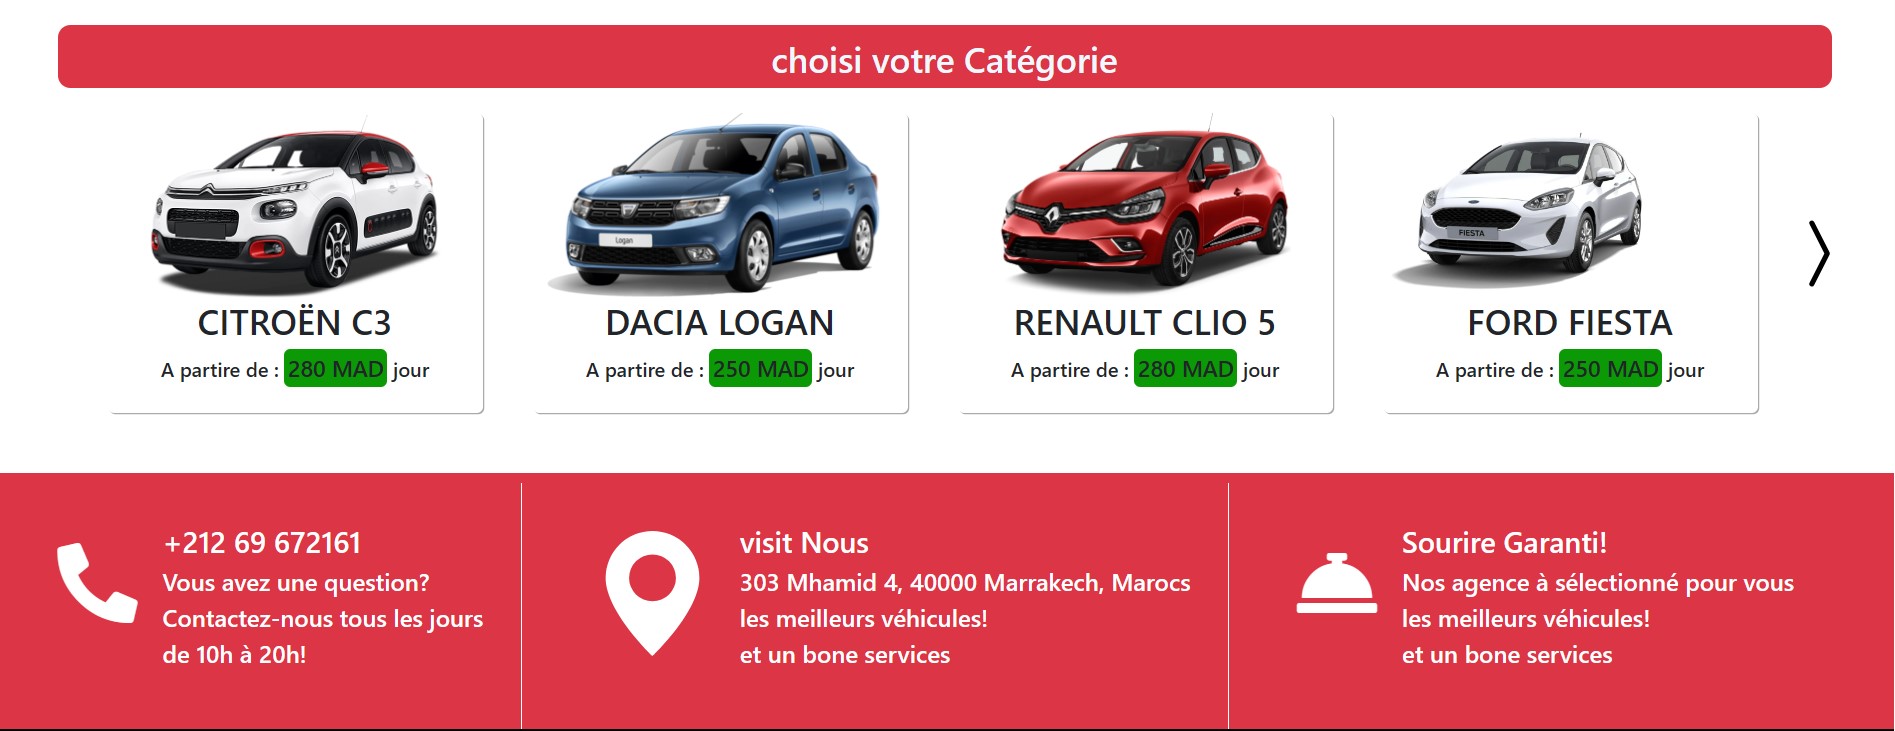 choisi votre Catégorie
Logan
FIESTA
CITROËN C3
DACIA LOGAN
RENAULT CLIO 5
FORD FIESTA
A partire de : 280 MAD jour
A partire de : 250 MAD jour
A partire de : 280 MAD jour
A partire de : 250 MAD jour
+212 69 672161
Vous avez une question?
Contactez-nous tous les jours
de 10h à 20h!
visit Nous
303 Mhamid 4, 40000 Marrakech, Marocs
les meilleurs véhicules!
et un bone services
Sourire Garanti!
Nos agence à sélectionné pour vous
les meilleurs véhicules!
et un bone services